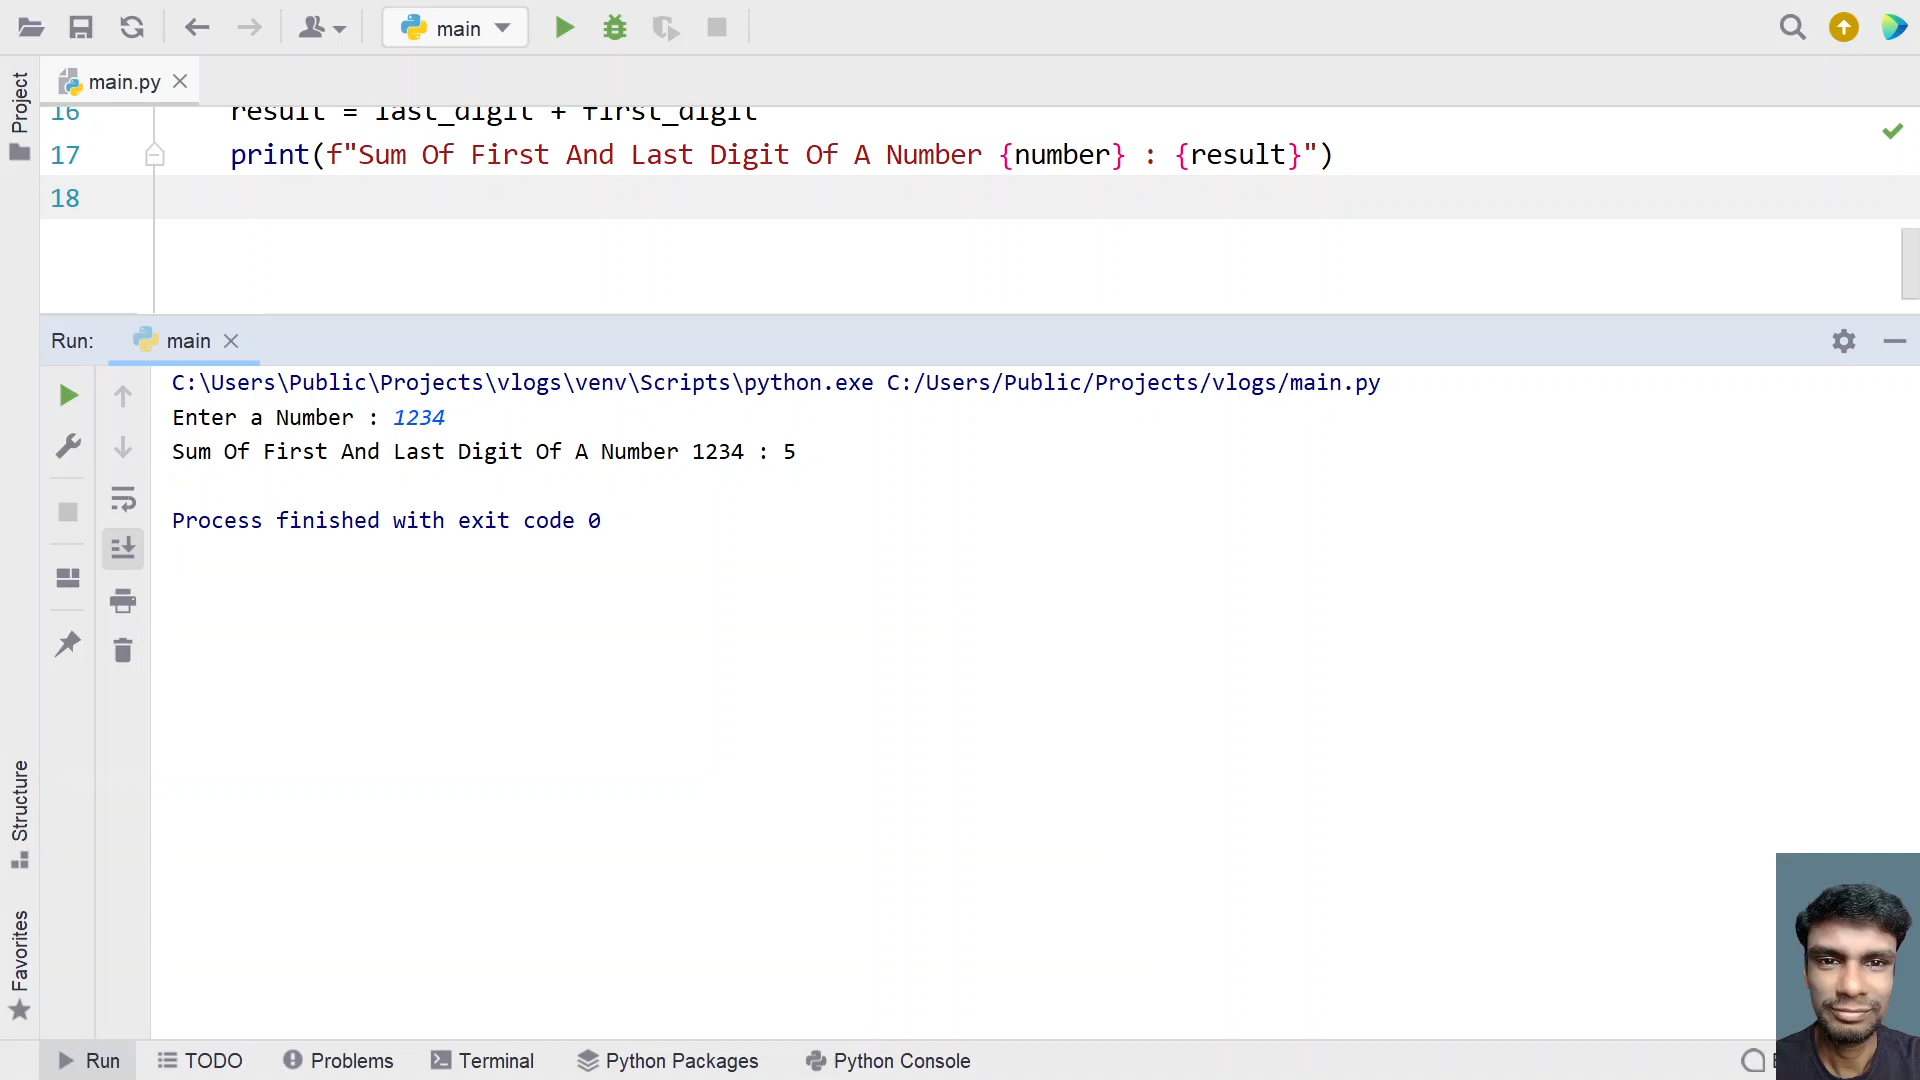 main
Project
main.py
16 result = last_digit + first_digit
17 print(f"Sum Of First And Last Digit Of A Number {number} : {result}")
18
Run: main
C:\Users\Public\Projects\vlogs\venv\Scripts\python.exe C:/Users/Public/Projects/vlogs/main.py
Enter a Number : 1234
Sum Of First And Last Digit Of A Number 1234 : 5
Process finished with exit code 0
Structure
Favorites
Run TODO Problems Terminal Python Packages Python Console